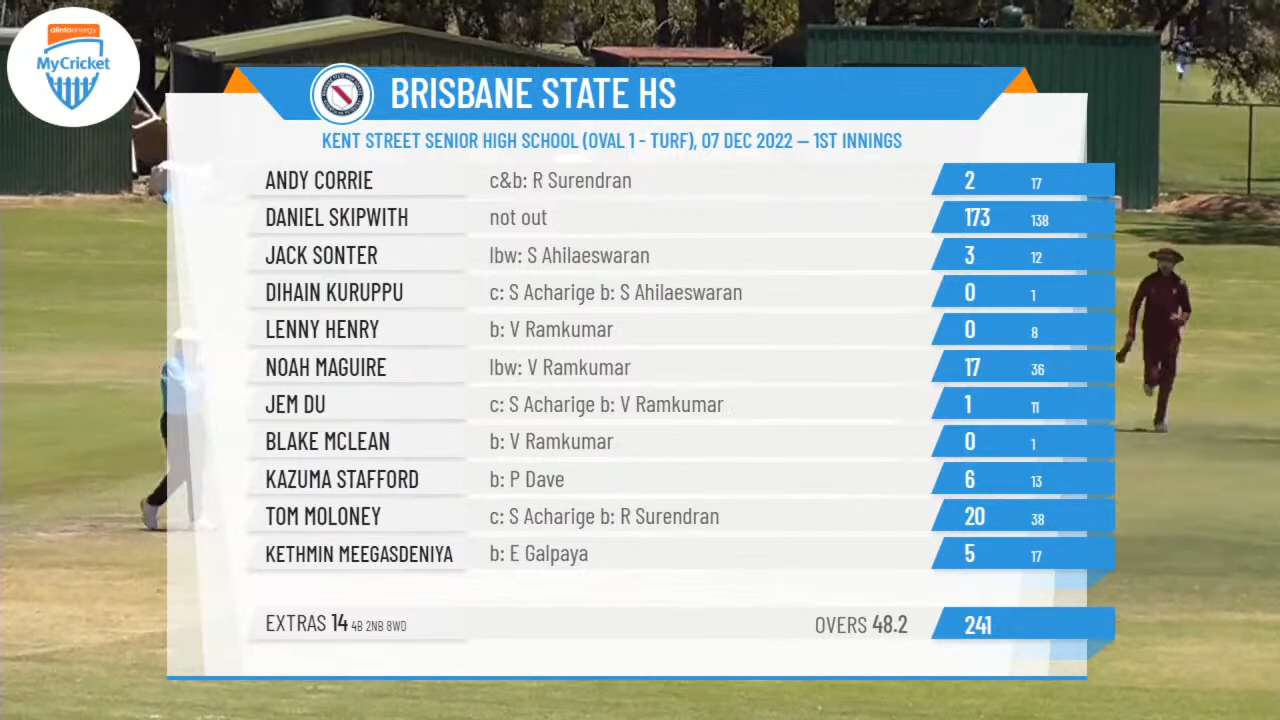 alintaenergy
MyCricket
BRISBANE STATE HS
KENT STREET SENIOR HIGH SCHOOL (OVAL 1 - TURF), 07 DEC 2022 – 1ST INNINGS
ANDY CORRIE c&b: R Surendran 2 17
DANIEL SKIPWITH not out 173 138
JACK SONTER lbw: S Ahilaeswaran 3 12
DIHAIN KURUPPU c: S Acharige b: S Ahilaeswaran 0 1
LENNY HENRY b: V Ramkumar 0 8
NOAH MAGUIRE lbw: V Ramkumar 17 36
JEM DU c: S Acharige b: V Ramkumar 1 11
BLAKE MCLEAN b: V Ramkumar 0 1
KAZUMA STAFFORD b: P Dave 6 13
TOM MOLONEY c: S Acharige b: R Surendran 20 38
KETHMIN MEEGASDENIYA b: E Galpaya 5 17
EXTRAS 14 4B 2NB 8WD OVERS 48.2 241